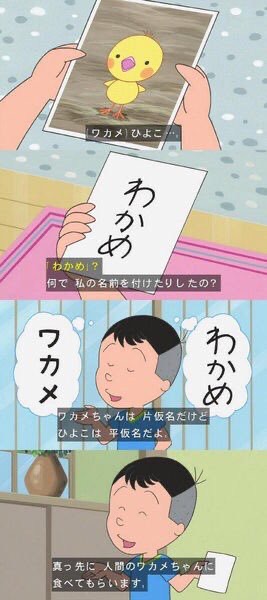 「ワカメ」ひよこ…。
わかめ
「わかめ」?
何で 私の名前を付けたりしたの?
ワカメ
わかめ
ワカメちゃんは 片仮名だけど
ひよこは 平仮名だよ。
真っ先に 人間のワカメちゃんに
食べてもらいます。